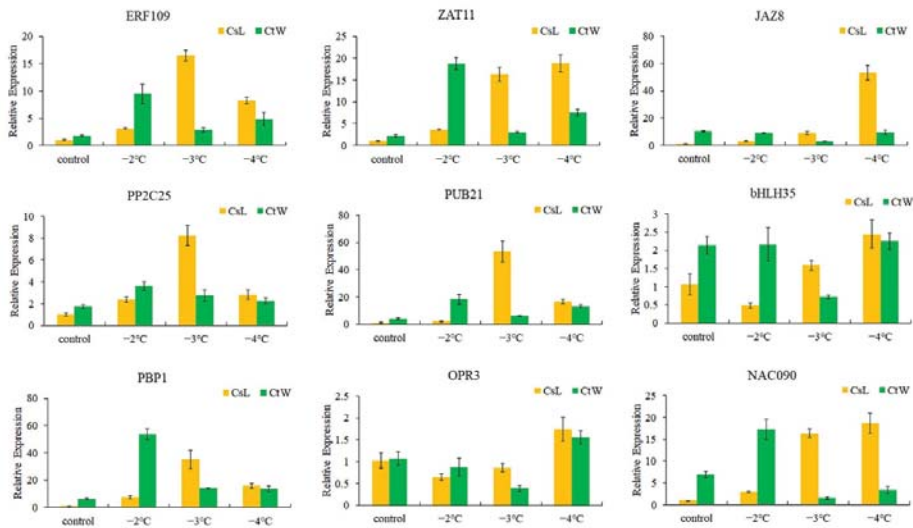 ERF109
CsL CtW
Relative Expression
20
15
10
5
0
control −2°C −3°C −4°C
ZAT11
CsL CtW
Relative Expression
25
20
15
10
5
0
control −2°C −3°C −4°C
JAZ8
CsL CtW
Relative Expression
80
60
40
20
0
control −2°C −3°C −4°C
PP2C25
CsL CtW
Relative Expression
10
8
6
4
2
0
control −2°C −3°C −4°C
PUB21
CsL CtW
Relative Expression
80
60
40
20
0
control −2°C −3°C −4°C
bHLH35
CsL CtW
Relative Expression
3
2.5
2
1.5
1
0.5
0
control −2°C −3°C −4°C
PBP1
CsL CtW
Relative Expression
80
60
40
20
0
control −2°C −3°C −4°C
OPR3
CsL CtW
Relative Expression
2.5
2
1.5
1
0.5
0
control −2°C −3°C −4°C
NAC090
CsL CtW
Relative Expression
25
20
15
10
5
0
control −2°C −3°C −4°C